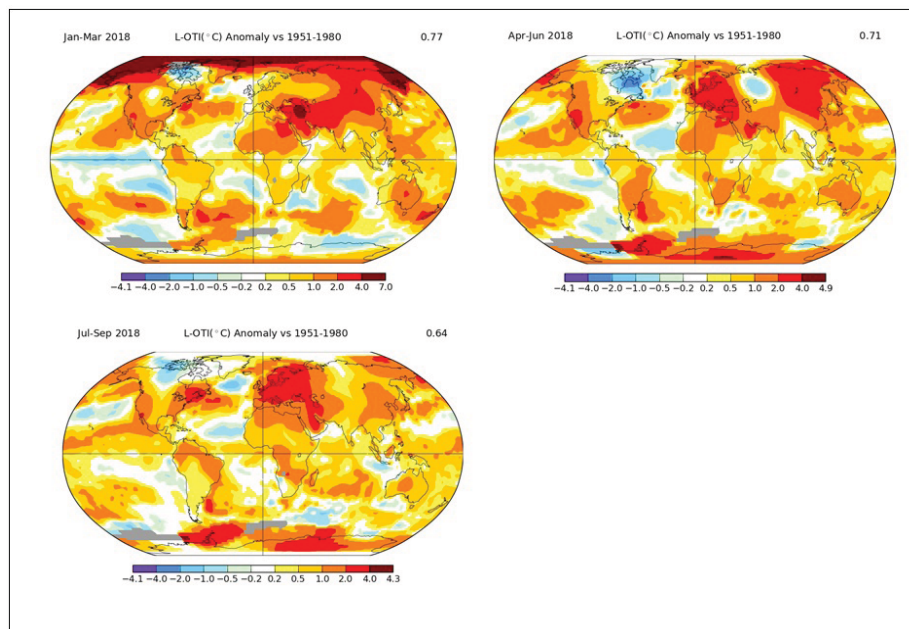 Jan-Mar 2018 L-OTI(°C) Anomaly vs 1951-1980 0.77
−4.1 −4.0 −2.0 −1.0 −0.5 −0.2 0.2 0.5 1.0 2.0 4.0 7.0
Apr-Jun 2018 L-OTI(°C) Anomaly vs 1951-1980 0.71
−4.1 −4.0 −2.0 −1.0 −0.5 −0.2 0.2 0.5 1.0 2.0 4.0 4.9
Jul-Sep 2018 L-OTI(°C) Anomaly vs 1951-1980 0.64
−4.1 −4.0 −2.0 −1.0 −0.5 −0.2 0.2 0.5 1.0 2.0 4.0 4.3